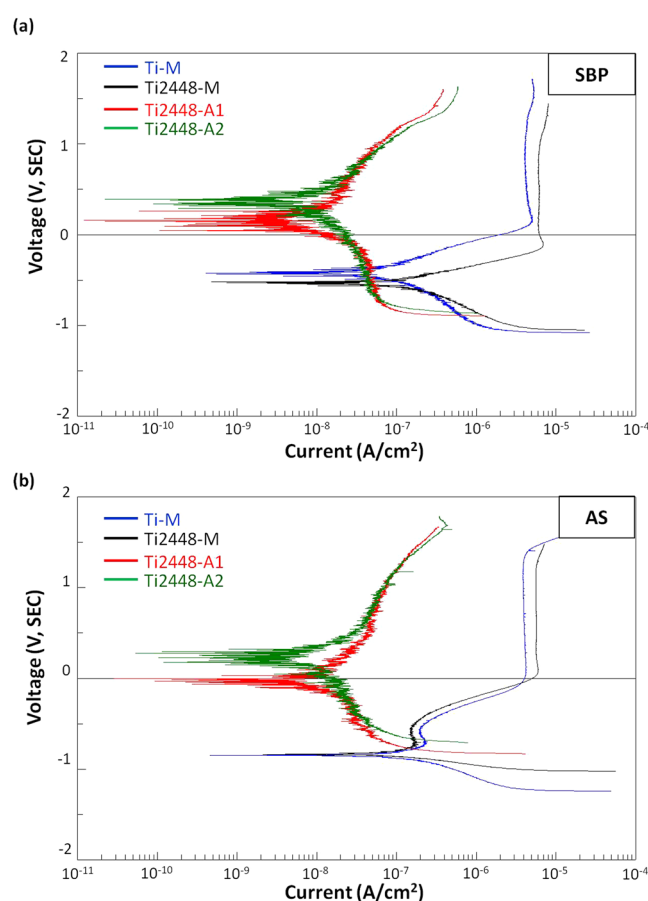 (a)
2
SBP
Ti-M
Ti2448-M
Ti2448-A1
Ti2448-A2
1
Voltage (V, SEC)
0
-1
-2
10-11 10-10 10-9 10-8 10-7 10-6 10-5 10-4
Current (A/cm2)
(b)
2
AS
Ti-M
Ti2448-M
Ti2448-A1
Ti2448-A2
1
Voltage (V, SEC)
0
-1
-2
10-11 10-10 10-9 10-8 10-7 10-6 10-5 10-4
Current (A/cm2)